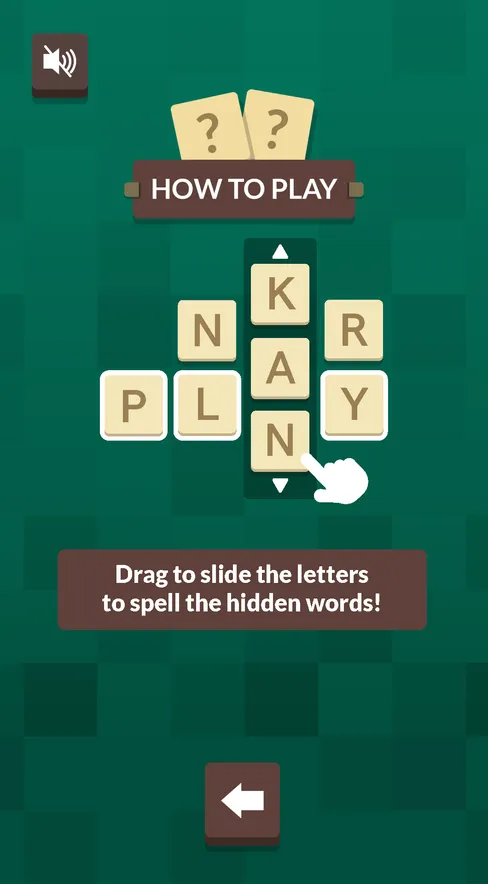 ? ?
HOW TO PLAY
K
N R
A
P L Y
N
Drag to slide the letters
to spell the hidden words!